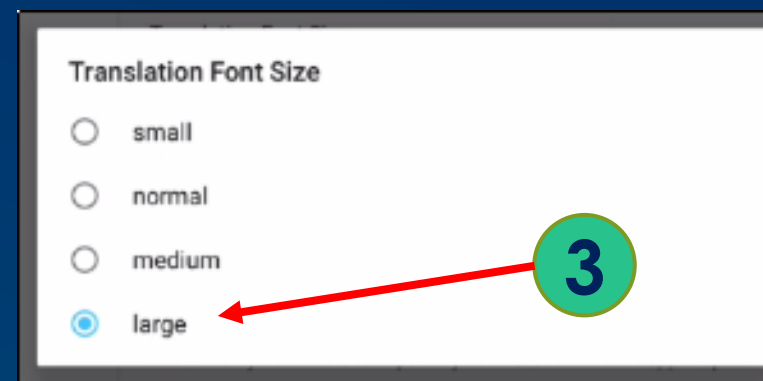 Translation Font Size
small
normal
medium
3
large